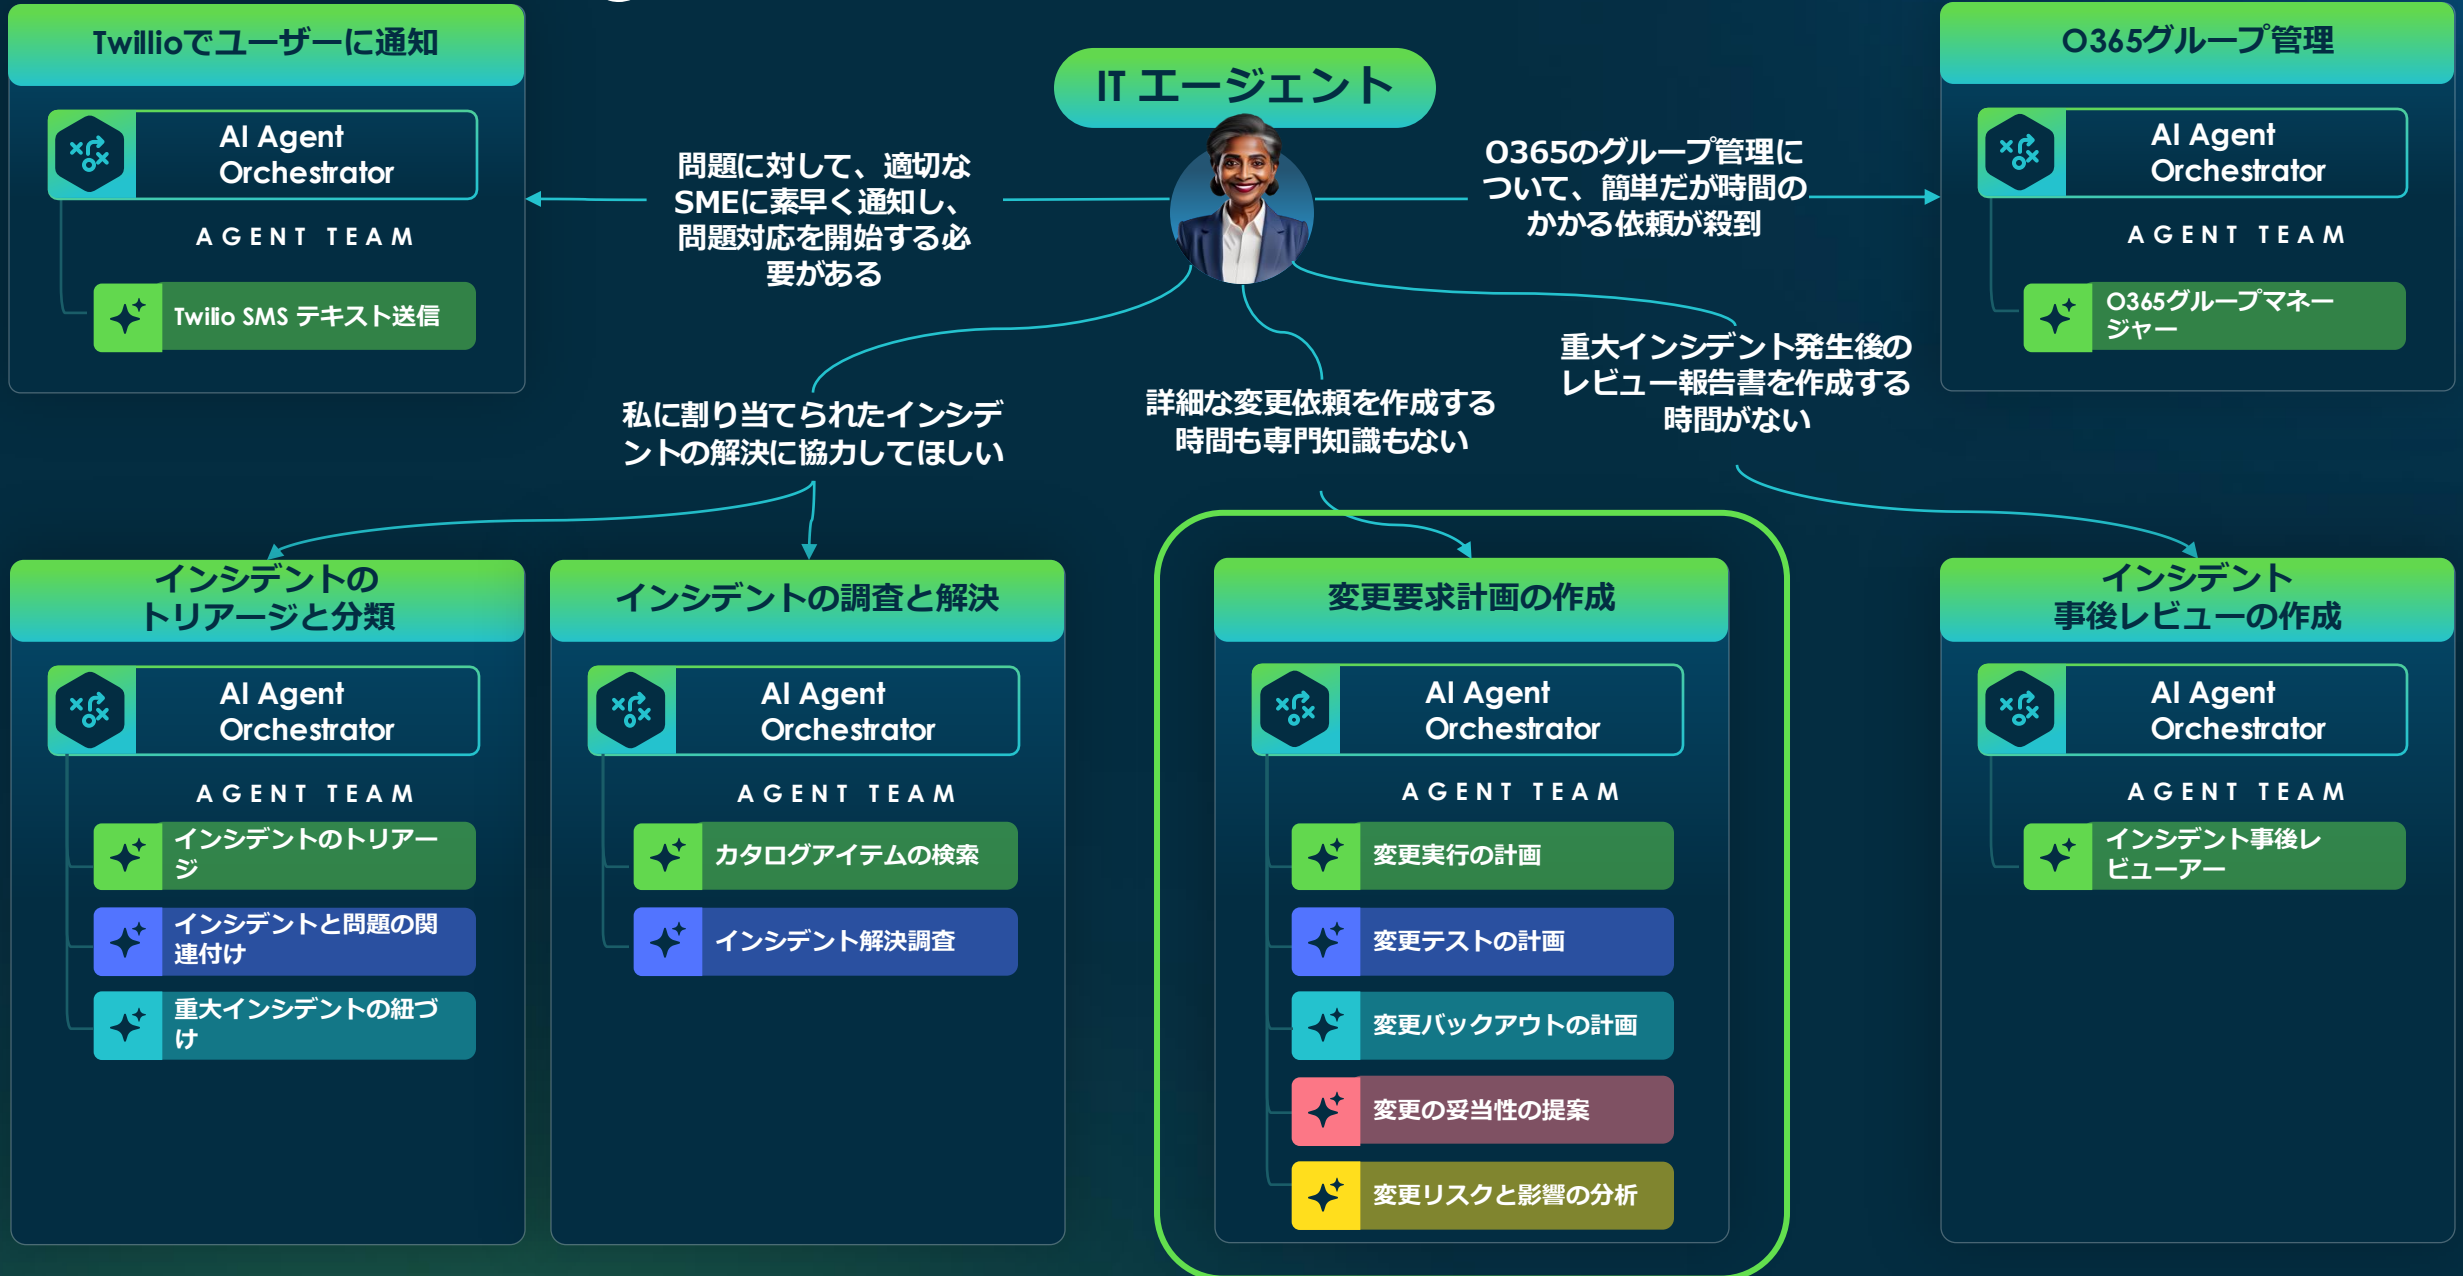 Twillioでユーザーに通知
AI Agent
Orchestrator
AGENT TEAM
Twilio SMS テキスト送信
IT エージェント
問題に対して、適切な
SMEに素早く通知し、
問題対応を開始する必
要がある
O365のグループ管理に
ついて、簡単だが時間の
かかる依頼が殺到
O365グループ管理
AI Agent
Orchestrator
AGENT TEAM
O365グループマネー
ジャー
私に割り当てられたインシデ
ントの解決に協力してほしい
詳細な変更依頼を作成する
時間も専門知識もない
重大インシデント発生後の
レビュー報告書を作成する
時間がない
インシデントの
トリアージと分類
AI Agent
Orchestrator
AGENT TEAM
インシデントのトリアー
ジ
インシデントと問題の関
連付け
重大インシデントの紐づ
け
インシデントの調査と解決
AI Agent
Orchestrator
AGENT TEAM
カタログアイテムの検索
インシデント解決調査
変更要求計画の作成
AI Agent
Orchestrator
AGENT TEAM
変更実行の計画
変更テストの計画
変更バックアウトの計画
変更の妥当性の提案
変更リスクと影響の分析
インシデント
事後レビューの作成
AI Agent
Orchestrator
AGENT TEAM
インシデント事後レ
ビューアー